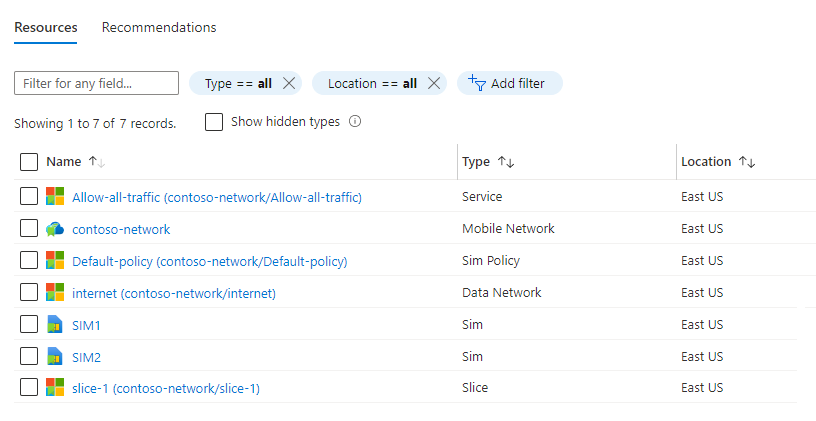 Resources Recommendations
Filter for any field... Type == all Location == all Add filter
Showing 1 to 7 of 7 records. Show hidden types
Name Type Location
Allow-all-traffic (contoso-network/Allow-all-traffic) Service East US
contoso-network Mobile Network East US
Default-policy (contoso-network/Default-policy) Sim Policy East US
internet (contoso-network/internet) Data Network East US
SIM1 Sim East US
SIM2 Sim East US
slice-1 (contoso-network/slice-1) Slice East US